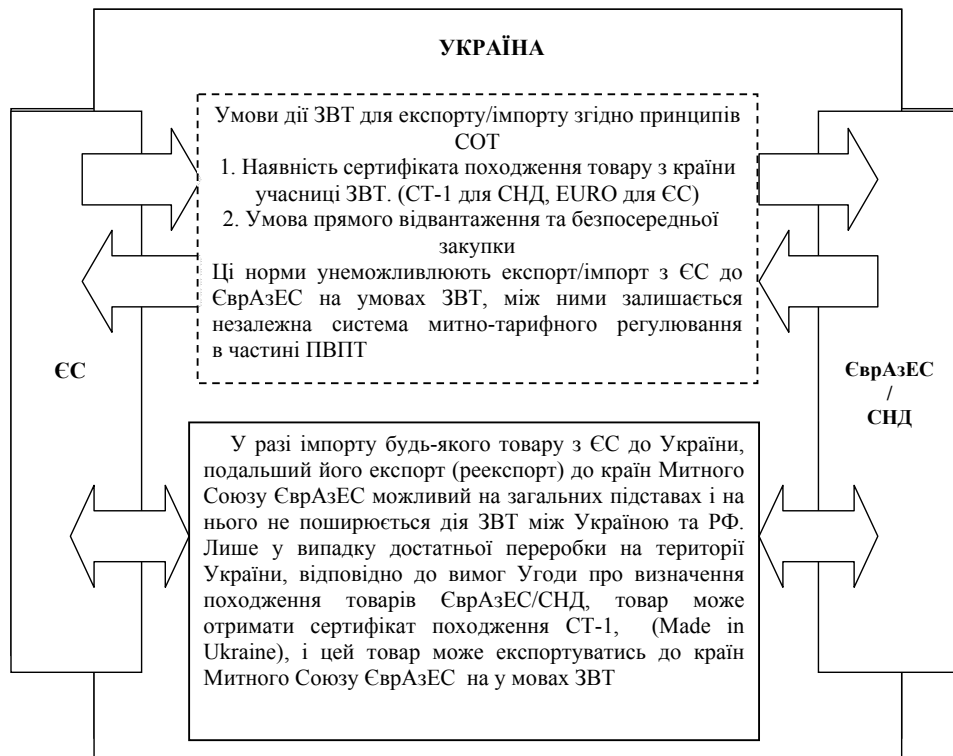 УКРАЇНА
Умови дії ЗВТ для експорту/імпорту згідно принципів
СОТ
1. Наявність сертифіката походження товару з країни
учасниці ЗВТ. (СТ-1 для СНД, EURO для ЄС)
2. Умова прямого відвантаження та безпосередньої
закупки
Ці норми унеможливлюють експорт/імпорт з ЄС до
ЄврАзЕС на умовах ЗВТ, між ними залишається
незалежна система митно-тарифного регулювання
в частині ПВПТ
ЄС
ЄврАзЕС
/
СНД
У разі імпорту будь-якого товару з ЄС до України,
подальший його експорт (реекспорт) до країн Митного
Союзу ЄврАзЕС можливий на загальних підставах і на
нього не поширюється дія ЗВТ між Україною та РФ.
Лише у випадку достатньої переробки на території
України, відповідно до вимог Угоди про визначення
походження товарів ЄврАзЕС/СНД, товар може
отримати сертифікат походження СТ-1, (Made in
Ukraine), і цей товар може експортуватись до країн
Митного Союзу ЄврАзЕС на у мовах ЗВТ